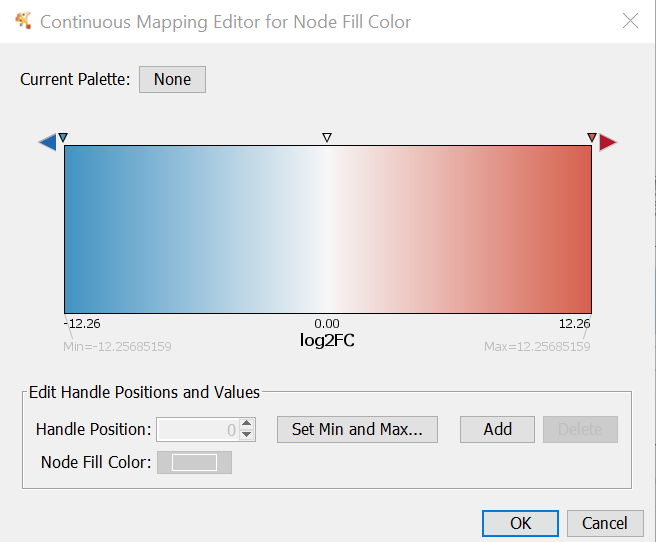 Continuous Mapping Editor for Node Fill Color
Current Palette: None
-12.26 0.00 12.26
Min=-12.25685159 log2FC Max=12.25685159
Edit Handle Positions and Values
Handle Position: 0 Set Min and Max... Add Delete
Node Fill Color:
OK Cancel